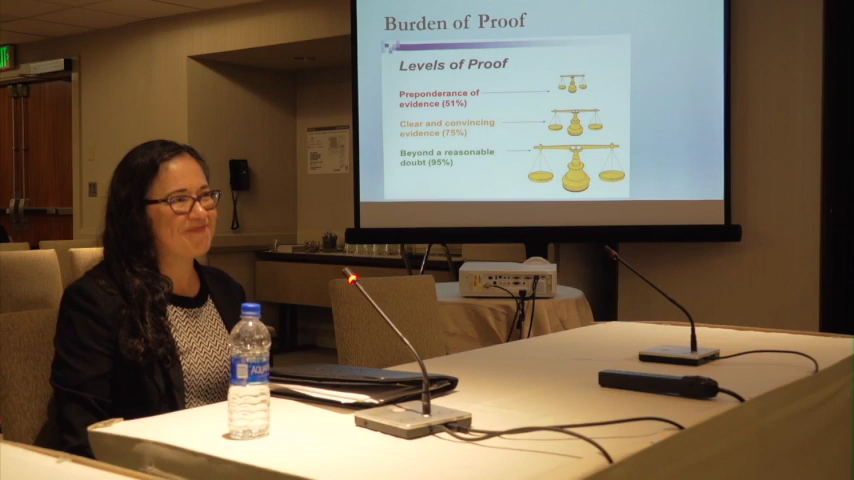 Burden of Proof
Levels of Proof
Preponderance of
evidence (51%)
Clear and convincing
evidence (75%)
Beyond a reasonable
doubt (95%)